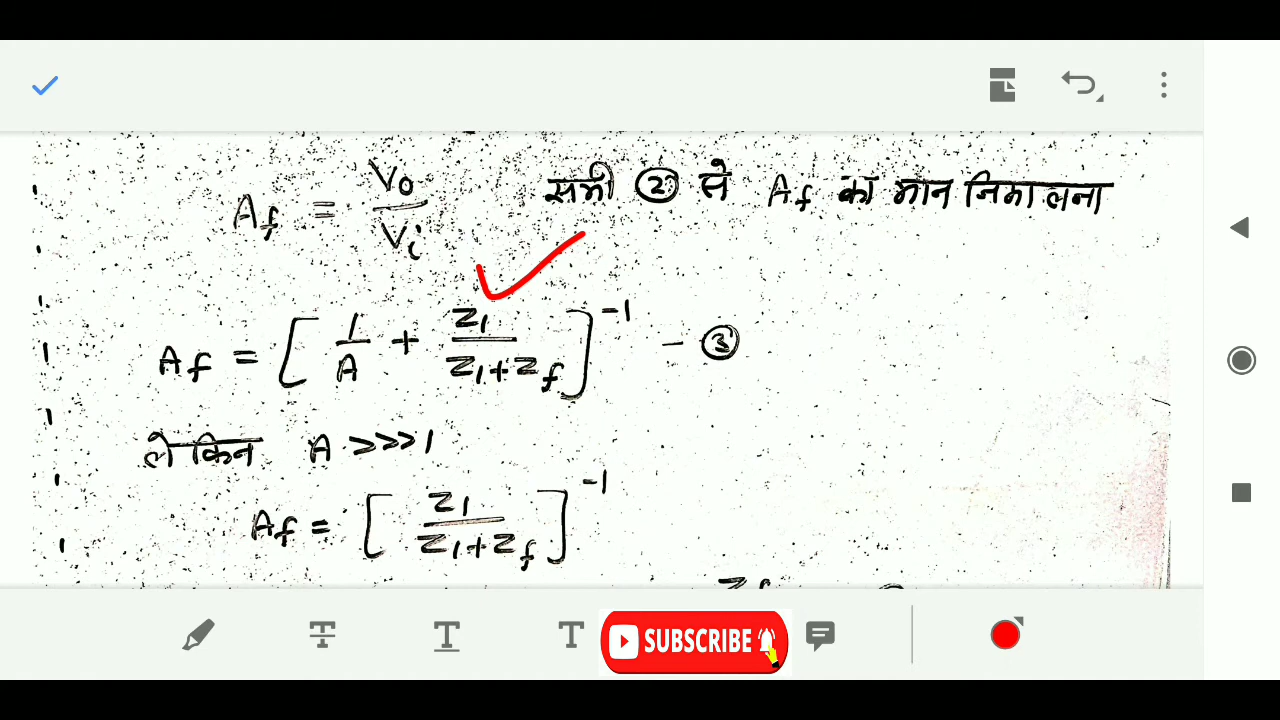 Af = Vo / Vi समी ② से Af का मान निकालना
Af = [ 1/A + Z1/(Z1+Zf) ]⁻¹ - ③
लेकिन A >>> 1
Af = [ Z1/(Z1+Zf) ]⁻¹
Zf
T T T SUBSCRIBE